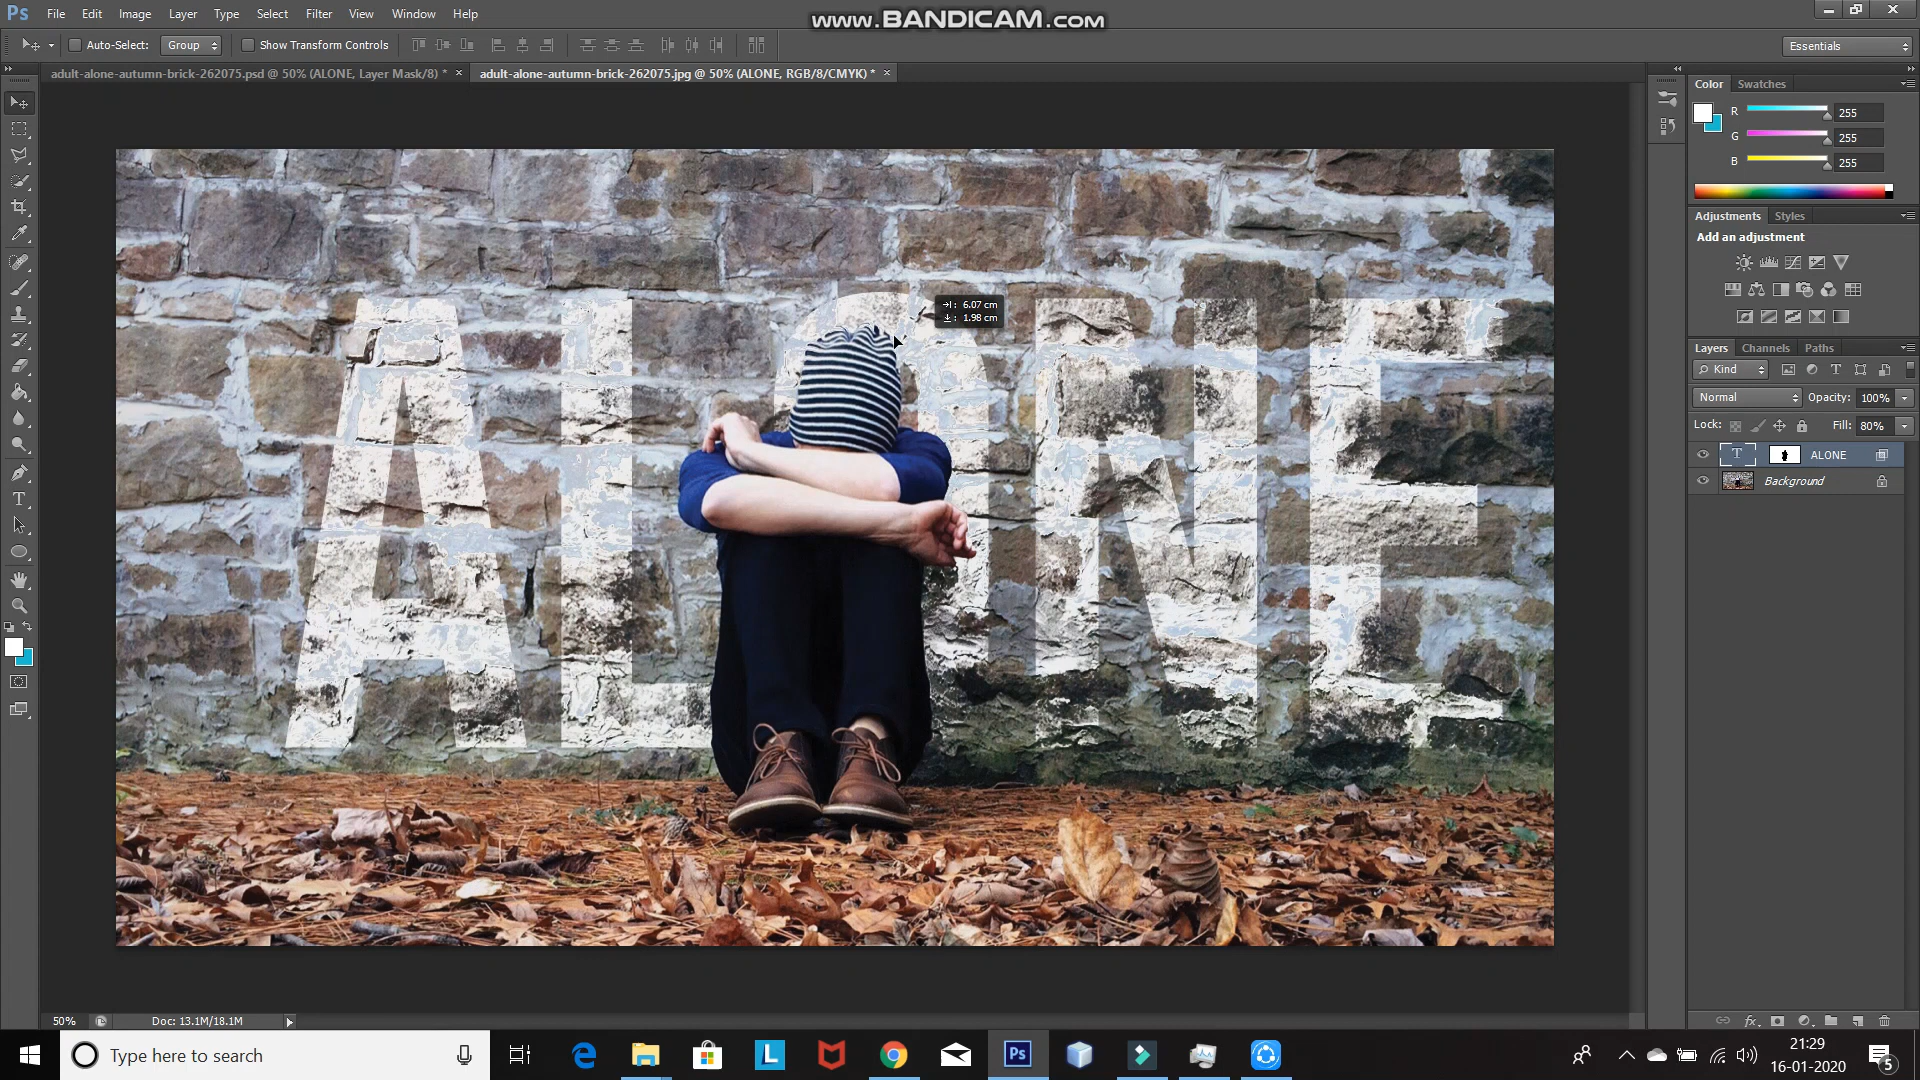 www.BANDICAM.com
Ps File Edit Image Layer Type Select Filter View Window Help
Auto-Select: Group Show Transform Controls Essentials
adult-alone-autumn-brick-262075.psd @ 50% (ALONE, Layer Mask/8) * × adult-alone-autumn-brick-262075.jpg @ 50% (ALONE, RGB/8/CMYK) * ×
Color Swatches
R 255
G 255
B 255
Adjustments Styles
Add an adjustment
→|: 6.07 cm
↓: 1.98 cm
ALONE
Layers Channels Paths
Kind
Normal Opacity: 100%
Lock: Fill: 80%
T ALONE
Background
50% Doc: 13.1M/18.1M
Type here to search
L
Ps
21:29
16-01-2020
5